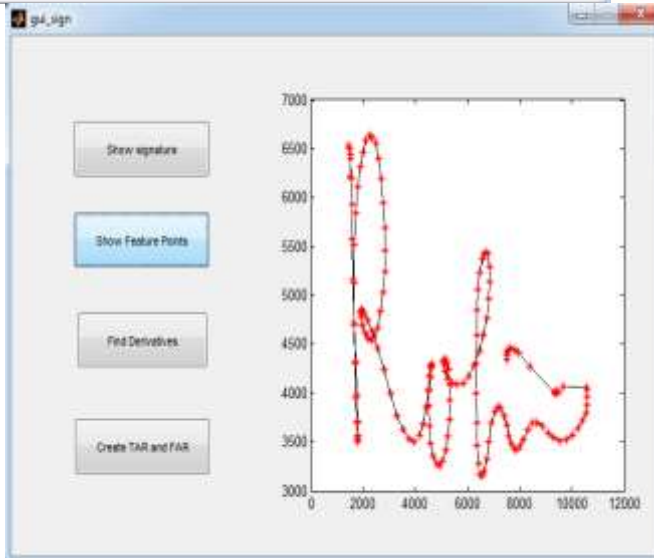 gui_sign
Show signature
Show Feature Points
Find Derivatives
Create TAR and FAR
7000
6500
6000
5500
5000
4500
4000
3500
3000
0 2000 4000 6000 8000 10000 12000